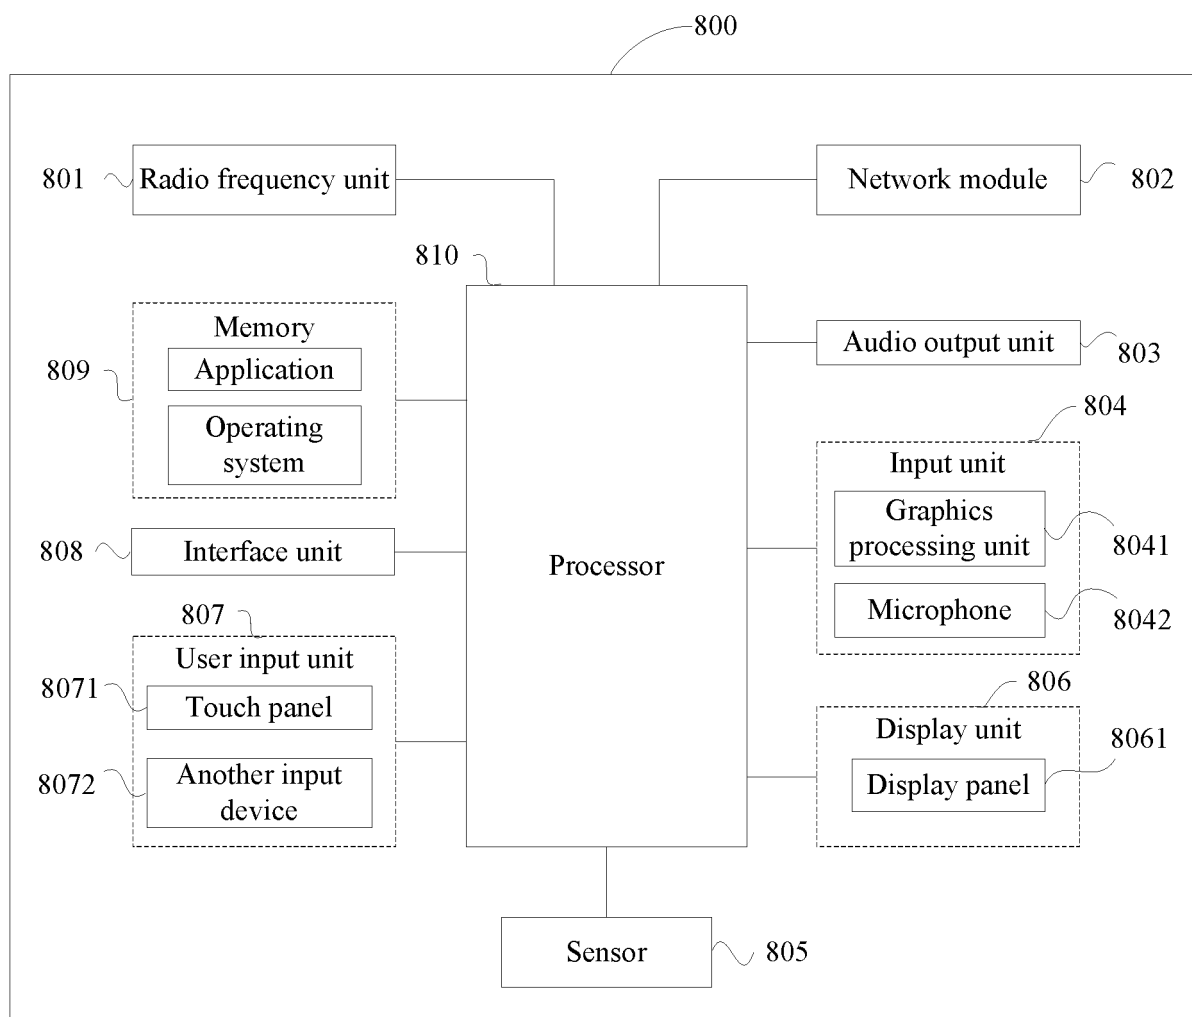 800
801
Radio frequency unit
Network module
802
810
Memory
Application
Operating
system
809
Audio output unit
803
804
Input unit
Graphics
processing unit
8041
Microphone
8042
808
Interface unit
Processor
807
User input unit
8071
Touch panel
8072
Another input
device
806
Display unit
8061
Display panel
Sensor
805